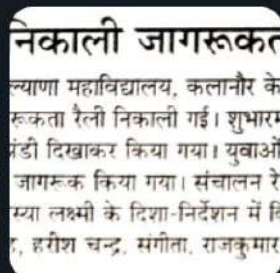 निकाली जागरूकत
ल्याणा महाविद्यालय, कलानौर के
रूकता रैली निकाली गई। शुभारम
झंडी दिखाकर किया गया। युवाओं
जागरूक किया गया। संचालन रे
स्या लक्ष्मी के दिशा-निर्देशन में
हरीश चन्द्र, संगीता, राजकुमार,